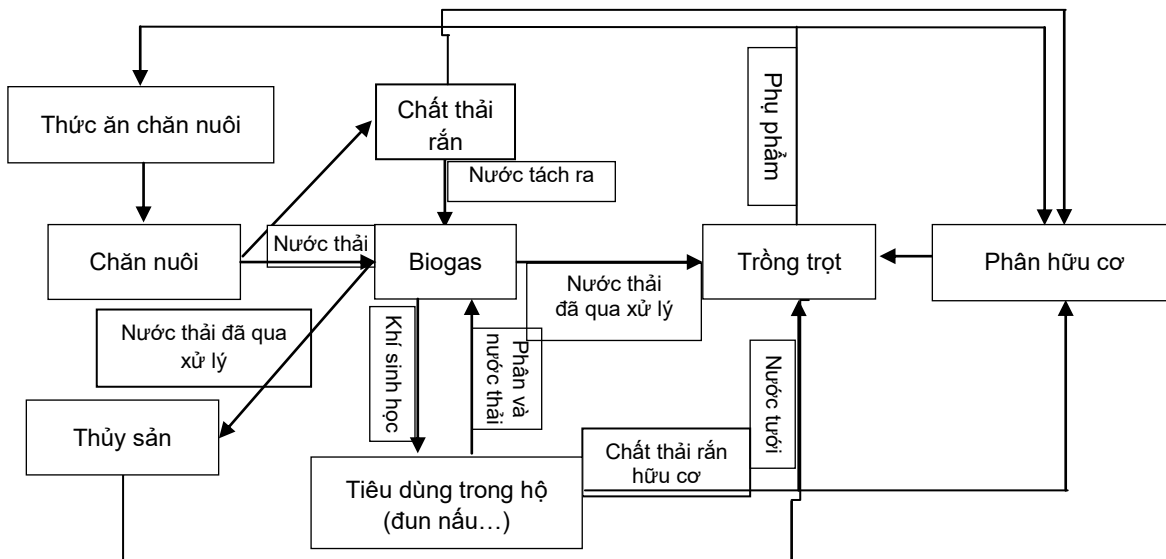 Phụ phẩm
Thức ăn chăn nuôi
Chất thải
rắn
Nước tách ra
Chăn nuôi
Nước thải
Biogas
Trồng trọt
Phân hữu cơ
Nước thải
đã qua xử lý
Nước thải đã qua
xử lý
Khí sinh học
Phân và
nước thải
Nước tưới
Thủy sản
Chất thải rắn
hữu cơ
Tiêu dùng trong hộ
(đun nấu…)